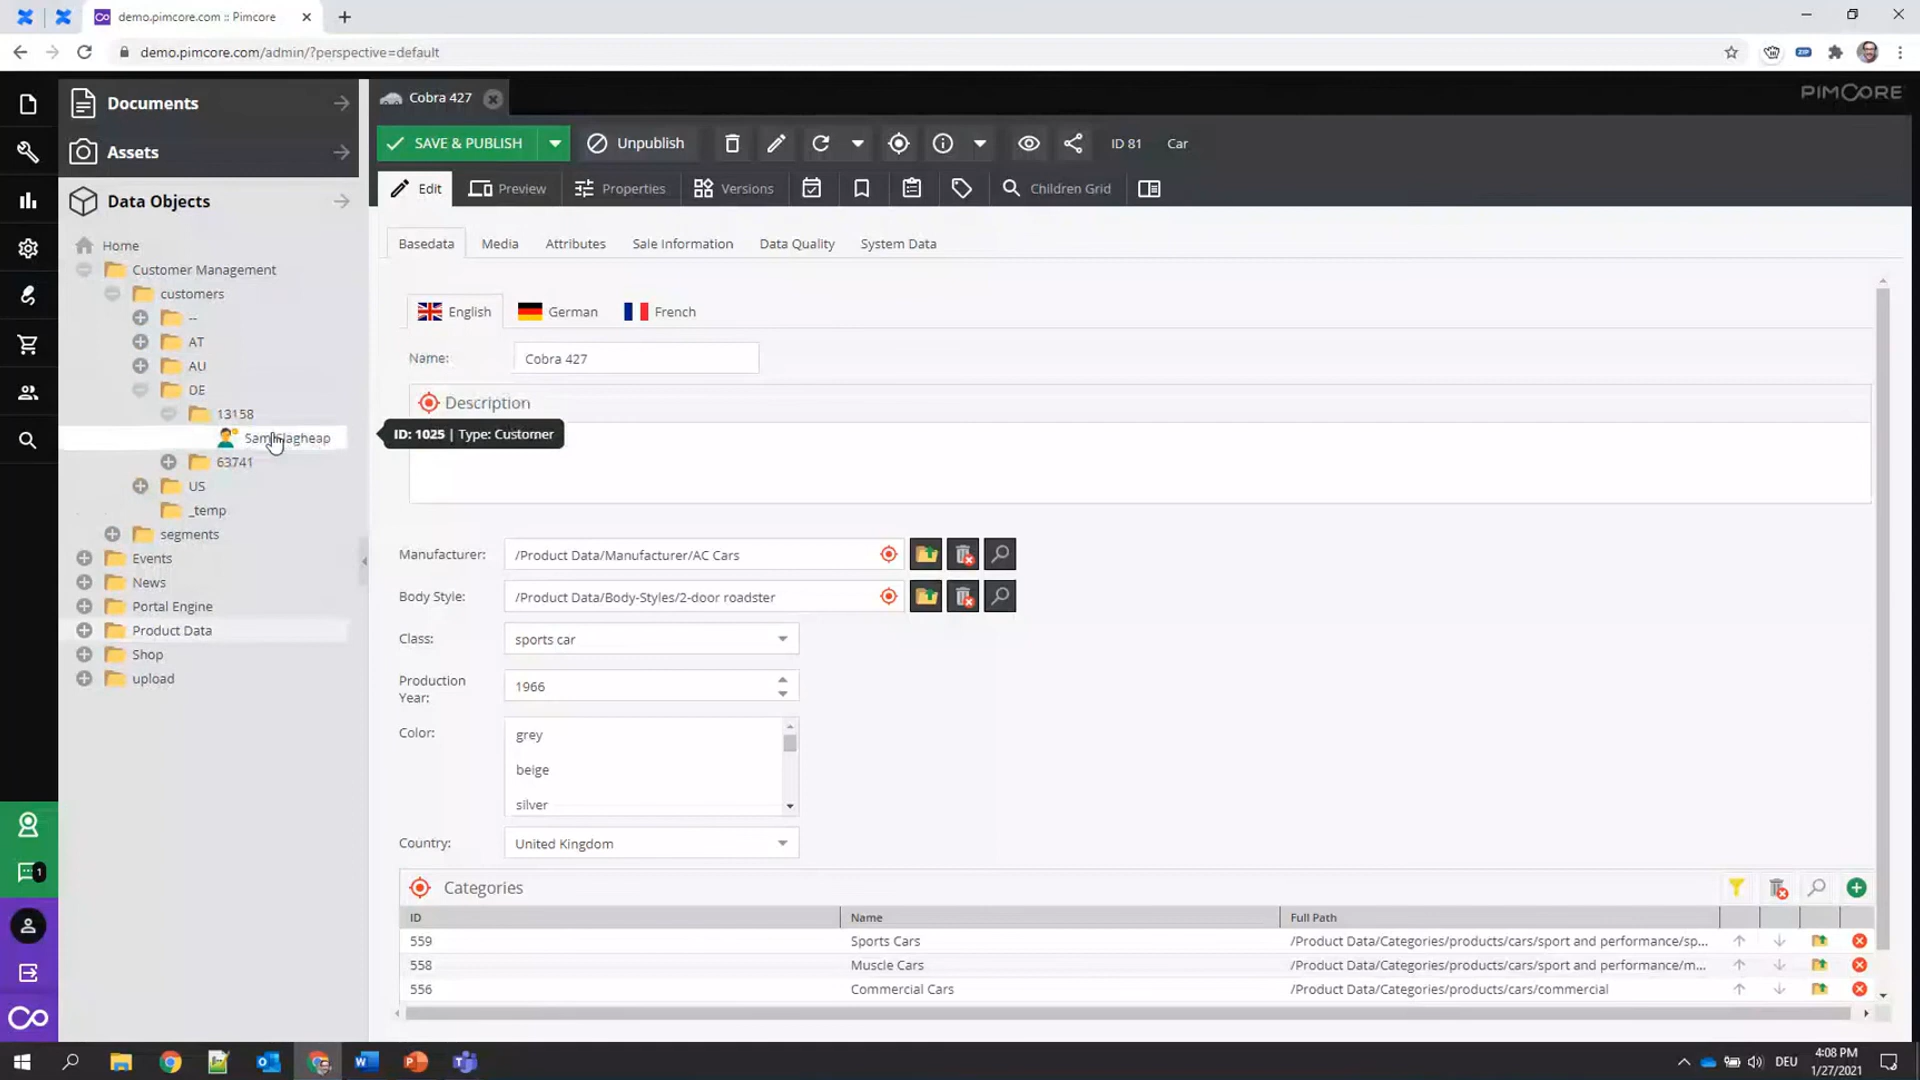 demo.pimcore.com :: Pimcore
demo.pimcore.com/admin/?perspective=default
ZIP
Documents
Assets
Data Objects
Home
Customer Management
customers
--
AT
AU
DE
13158
63741
US
_temp
segments
Events
News
Portal Engine
Product Data
Shop
upload
1
Cobra 427
PIMCORE
SAVE & PUBLISH
Unpublish
ID 81
Car
Edit
Preview
Properties
Versions
Children Grid
Basedata
Media
Attributes
Sale Information
Data Quality
System Data
English
German
French
Name:
Cobra 427
Description
ID: 1025 | Type: Customer
Manufacturer:
/Product Data/Manufacturer/AC Cars
Body Style:
/Product Data/Body-Styles/2-door roadster
Class:
sports car
Production
Year:
1966
Color:
grey
beige
silver
Country:
United Kingdom
Categories
ID Name Full Path
559 Sports Cars /Product Data/Categories/products/cars/sport and performance/sp...
558 Muscle Cars /Product Data/Categories/products/cars/sport and performance/m...
556 Commercial Cars /Product Data/Categories/products/cars/commercial
DEU
4:08 PM
1/27/2021